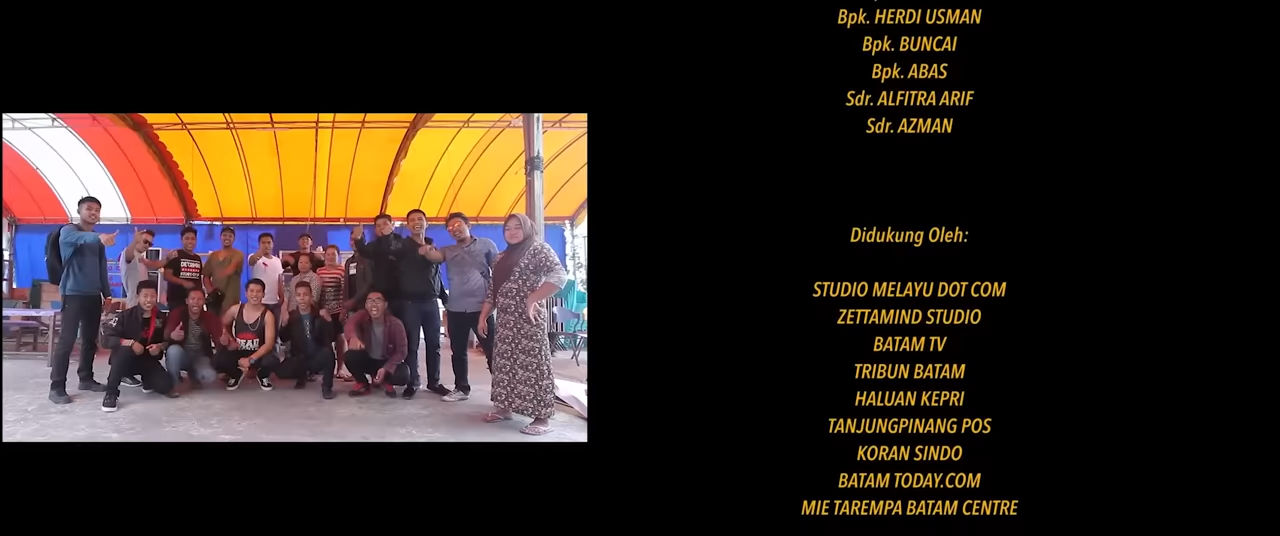 Bpk. HERDI USMAN
Bpk. BUNCAI
Bpk. ABAS
Sdr. ALFITRA ARIF
Sdr. AZMAN
Didukung Oleh:
STUDIO MELAYU DOT COM
ZETTAMIND STUDIO
BATAM TV
TRIBUN BATAM
HALUAN KEPRI
TANJUNGPINANG POS
KORAN SINDO
BATAM TODAY.COM
MIE TAREMPA BATAM CENTRE